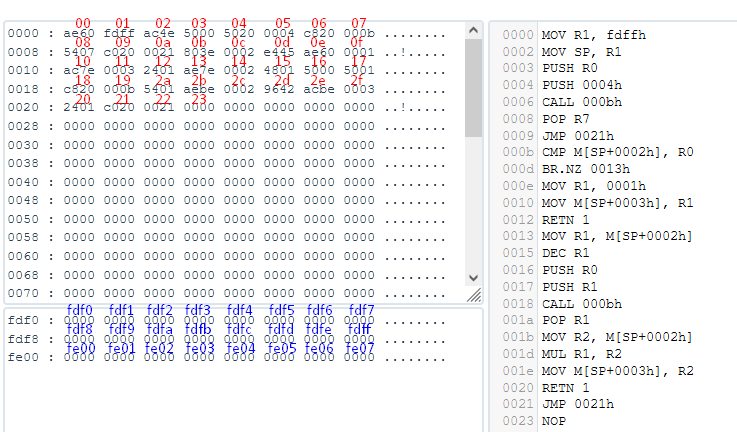 00 01 02 03 04 05 06 07
0000 : ae60 fdff ac4e 5000 5020 0004 c820 000b ........
08 09 0a 0b 0c 0d 0e 0f
0008 : 5407 c020 0021 803e 0002 e445 ae60 0001 ..!.....
10 11 12 13 14 15 16 17
0010 : ac7e 0003 2401 ae7e 0002 4801 5000 5001 ........
18 19 2a 2b 2c 2d 2e 2f
0018 : c820 000b 5401 aebe 0002 9642 acbe 0003 ........
20 21 22 23
0020 : 2401 c020 0021 0000 0000 0000 0000 0000 ..!.....
0028 : 0000 0000 0000 0000 0000 0000 0000 0000 ........
0030 : 0000 0000 0000 0000 0000 0000 0000 0000 ........
0038 : 0000 0000 0000 0000 0000 0000 0000 0000 ........
0040 : 0000 0000 0000 0000 0000 0000 0000 0000 ........
0048 : 0000 0000 0000 0000 0000 0000 0000 0000 ........
0050 : 0000 0000 0000 0000 0000 0000 0000 0000 ........
0058 : 0000 0000 0000 0000 0000 0000 0000 0000 ........
0060 : 0000 0000 0000 0000 0000 0000 0000 0000 ........
0068 : 0000 0000 0000 0000 0000 0000 0000 0000 ........
0070 : 0000 0000 0000 0000 0000 0000 0000 0000 ........
fdf0 fdf1 fdf2 fdf3 fdf4 fdf5 fdf6 fdf7
fdf0 : 0000 0000 0000 0000 0000 0000 0000 0000 ........
fdf8 fdf9 fdfa fdfb fdfc fdfd fdfe fdff
fdf8 : 0000 0000 0000 0000 0000 0000 0000 0000 ........
fe00 fe01 fe02 fe03 fe04 fe05 fe06 fe07
fe00 : 0000 0000 0000 0000 0000 0000 0000 0000 ........
0000 MOV R1, fdffh
0002 MOV SP, R1
0003 PUSH R0
0004 PUSH 0004h
0006 CALL 000bh
0008 POP R7
0009 JMP 0021h
000b CMP M[SP+0002h], R0
000d BR.NZ 0013h
000e MOV R1, 0001h
0010 MOV M[SP+0003h], R1
0012 RETN 1
0013 MOV R1, M[SP+0002h]
0015 DEC R1
0016 PUSH R0
0017 PUSH R1
0018 CALL 000bh
001a POP R1
001b MOV R2, M[SP+0002h]
001d MUL R1, R2
001e MOV M[SP+0003h], R2
0020 RETN 1
0021 JMP 0021h
0023 NOP